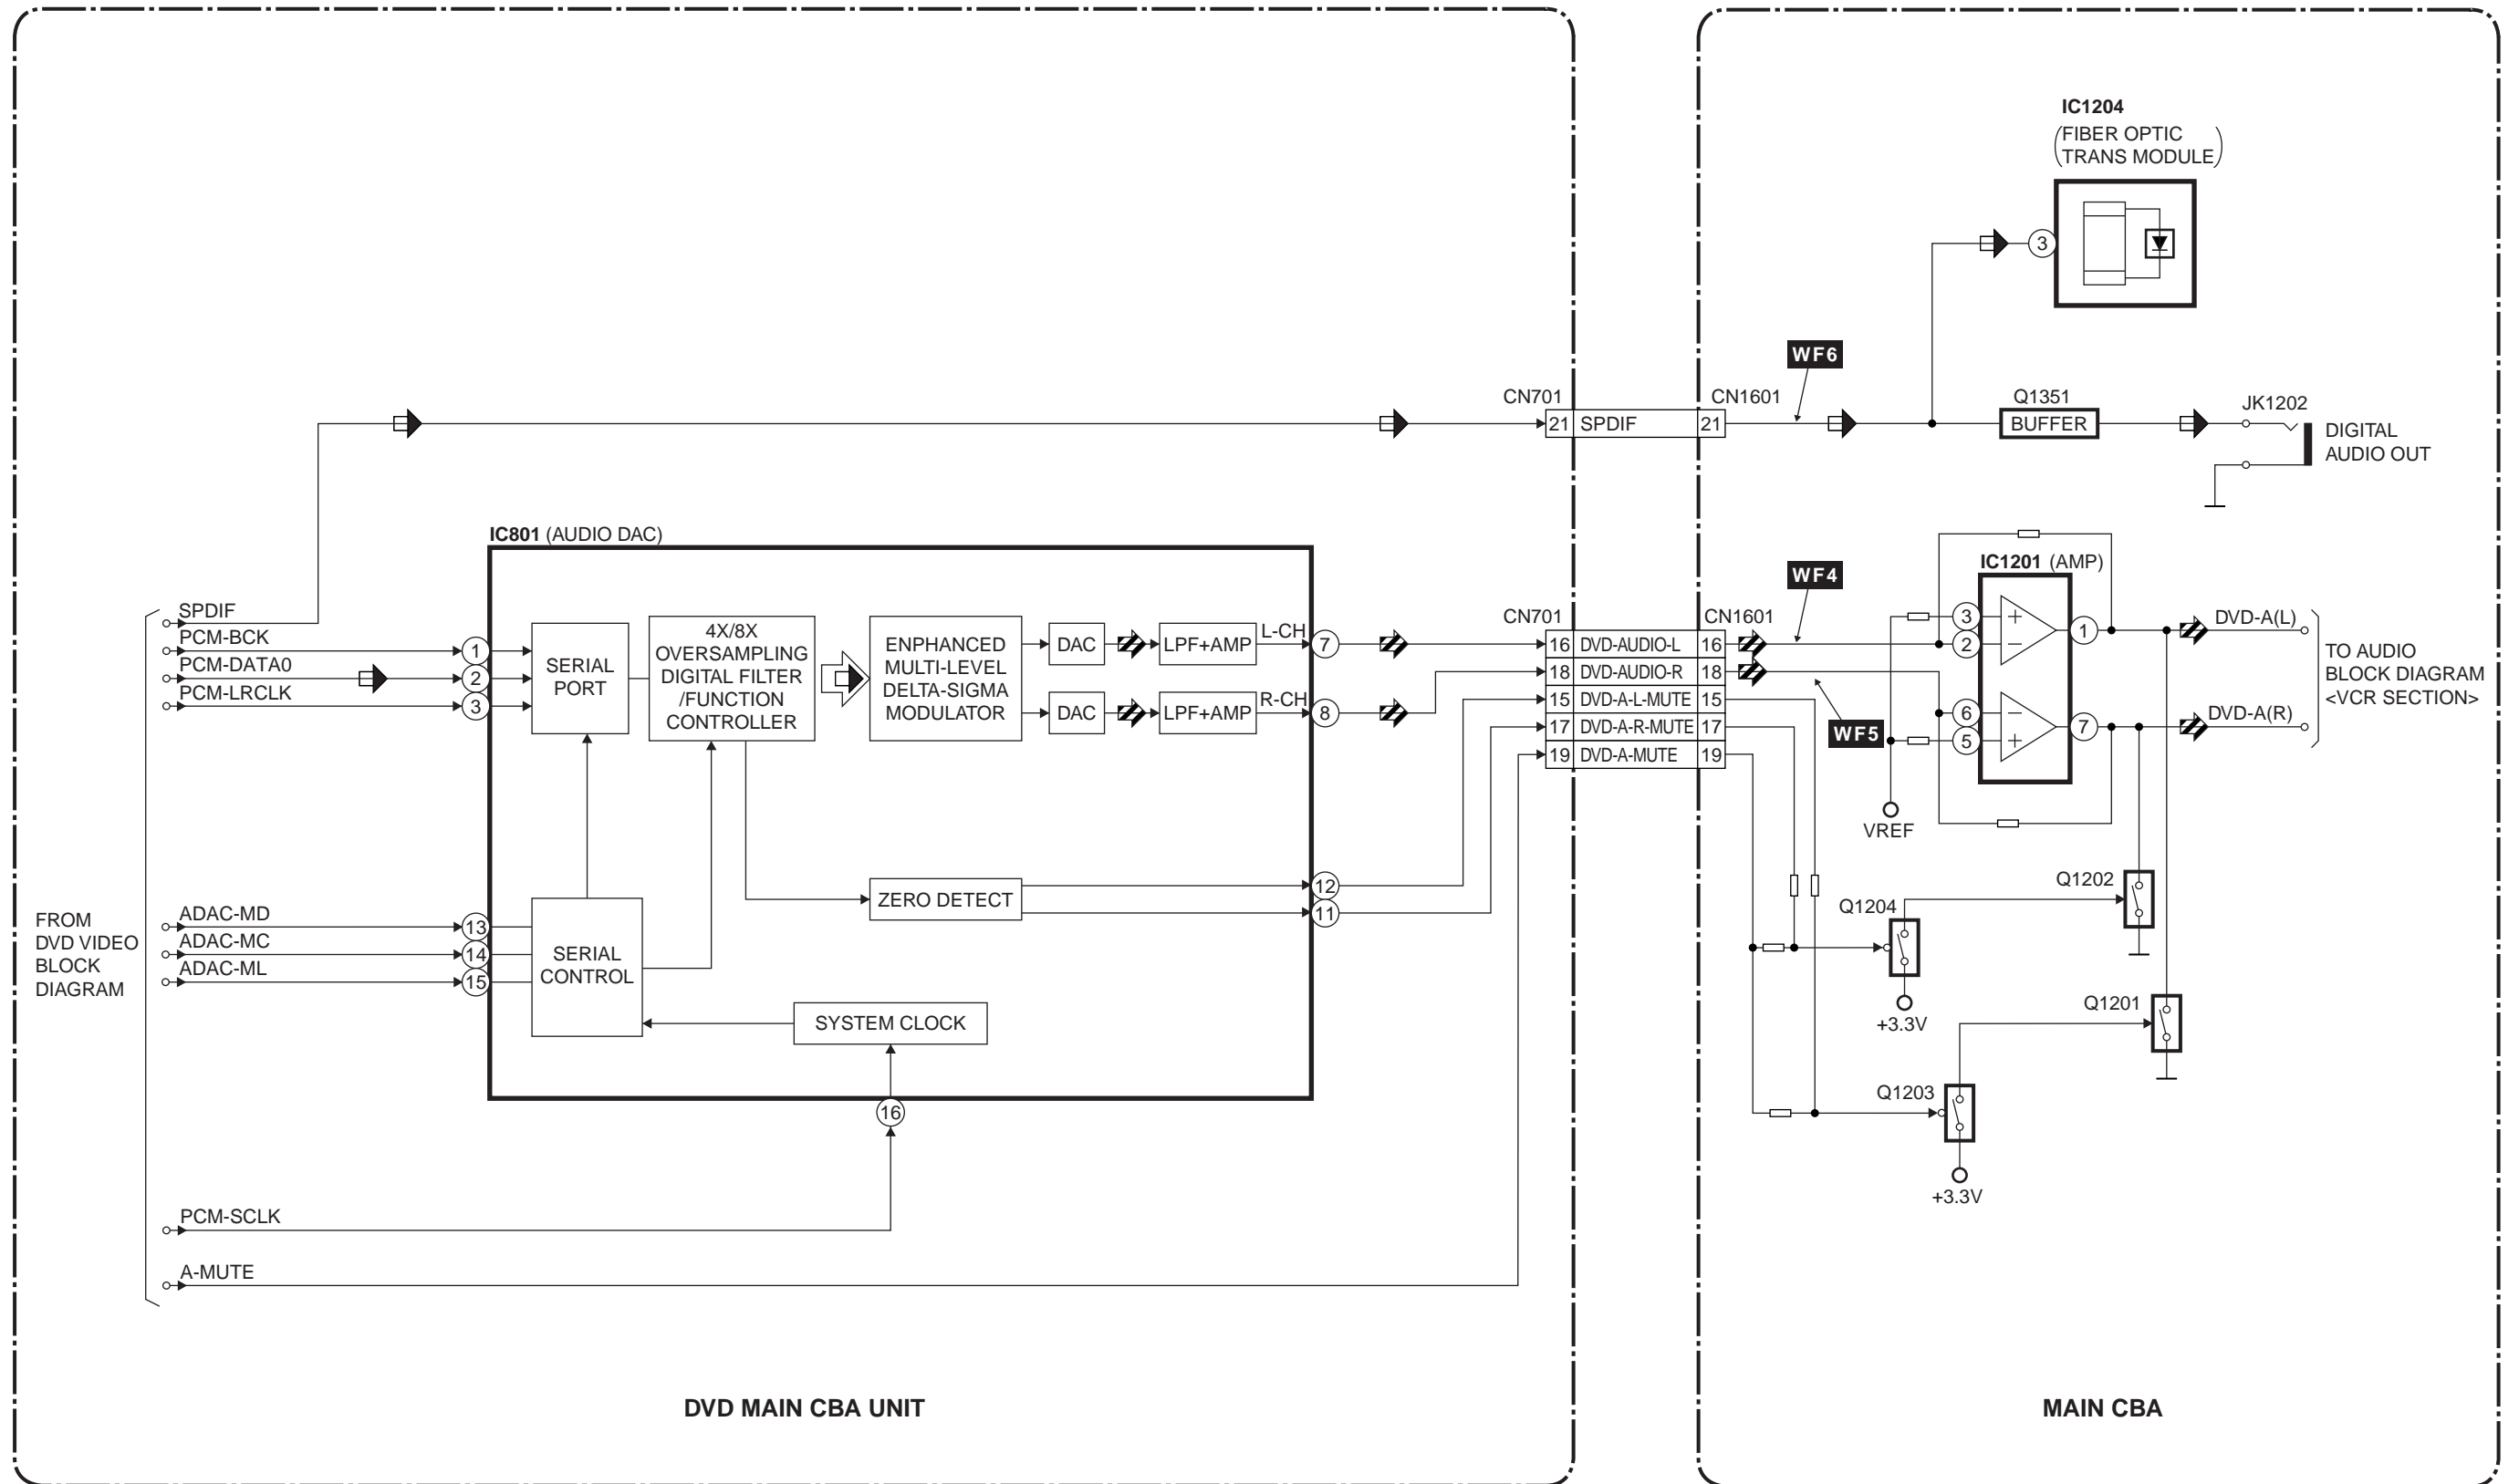 IC1204
(FIBER OPTIC
TRANS MODULE)
3
WF6
CN701
CN1601
21 SPDIF 21
Q1351
BUFFER
JK1202
DIGITAL
AUDIO OUT
IC801 (AUDIO DAC)
SPDIF
PCM-BCK
PCM-DATA0
PCM-LRCLK
1
2
3
SERIAL
PORT
4X/8X
OVERSAMPLING
DIGITAL FILTER
/FUNCTION
CONTROLLER
ENPHANCED
MULTI-LEVEL
DELTA-SIGMA
MODULATOR
DAC
LPF+AMP
L-CH
7
DAC
LPF+AMP
R-CH
8
CN701
CN1601
16 DVD-AUDIO-L 16
18 DVD-AUDIO-R 18
15 DVD-A-L-MUTE 15
17 DVD-A-R-MUTE 17
19 DVD-A-MUTE 19
WF4
WF5
IC1201 (AMP)
3
+
2
−
1
6
−
5
+
7
VREF
DVD-A(L)
DVD-A(R)
TO AUDIO
BLOCK DIAGRAM
<VCR SECTION>
ZERO DETECT
12
11
FROM
DVD VIDEO
BLOCK
DIAGRAM
ADAC-MD
ADAC-MC
ADAC-ML
13
14
15
SERIAL
CONTROL
SYSTEM CLOCK
16
PCM-SCLK
A-MUTE
Q1202
Q1204
+3.3V
Q1201
Q1203
+3.3V
DVD MAIN CBA UNIT
MAIN CBA